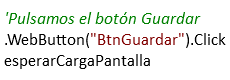 'Pulsamos el botón Guardar
.WebButton("BtnGuardar").Click
esperarCargaPantalla